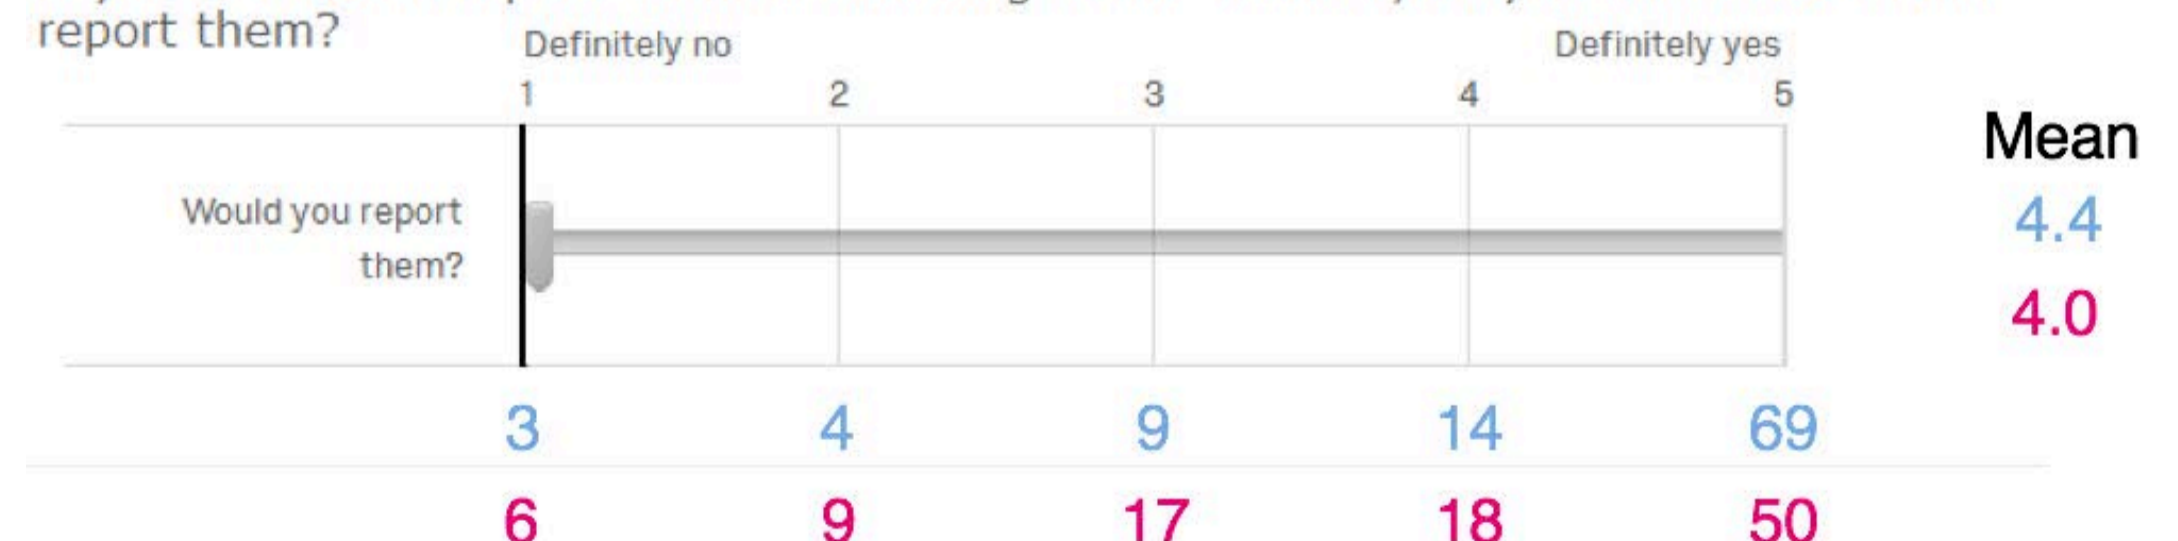 report them?
Definitely no Definitely yes
1 2 3 4 5
Mean
Would you report
them?
4.4
4.0
3 4 9 14 69
6 9 17 18 50